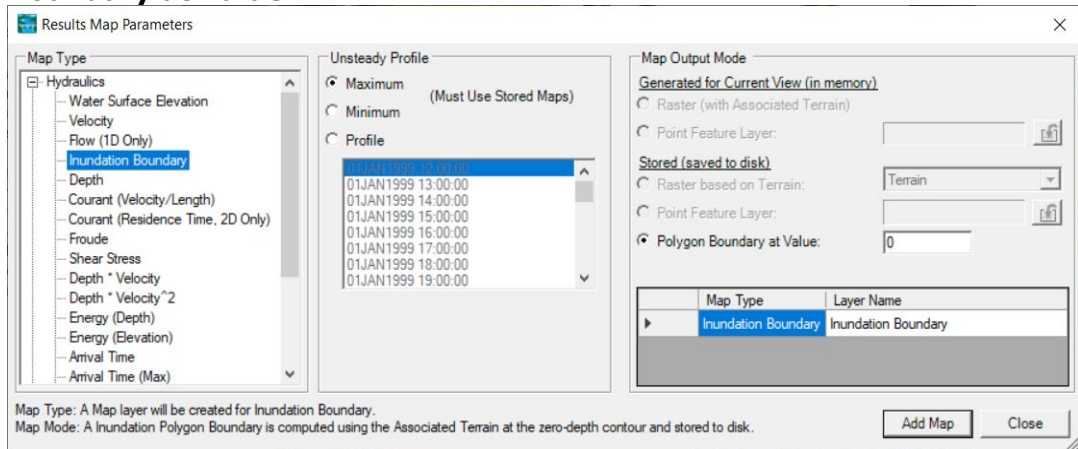 Results Map Parameters
Map Type
Hydraulics
Water Surface Elevation
Velocity
Flow (1D Only)
Inundation Boundary
Depth
Courant (Velocity/Length)
Courant (Residence Time, 2D Only)
Froude
Shear Stress
Depth * Velocity
Depth * Velocity^2
Energy (Depth)
Energy (Elevation)
Arrival Time
Arrival Time (Max)
Unsteady Profile
Maximum
(Must Use Stored Maps)
Minimum
Profile
01JAN1999 12:00:00
01JAN1999 13:00:00
01JAN1999 14:00:00
01JAN1999 15:00:00
01JAN1999 16:00:00
01JAN1999 17:00:00
01JAN1999 18:00:00
01JAN1999 19:00:00
Map Output Mode
Generated for Current View (in memory)
Raster (with Associated Terrain)
Point Feature Layer:
Stored (saved to disk)
Raster based on Terrain: Terrain
Point Feature Layer:
Polygon Boundary at Value: 0
Map Type Layer Name
Inundation Boundary Inundation Boundary
Map Type: A Map layer will be created for Inundation Boundary.
Map Mode: A Inundation Polygon Boundary is computed using the Associated Terrain at the zero-depth contour and stored to disk.
Add Map Close